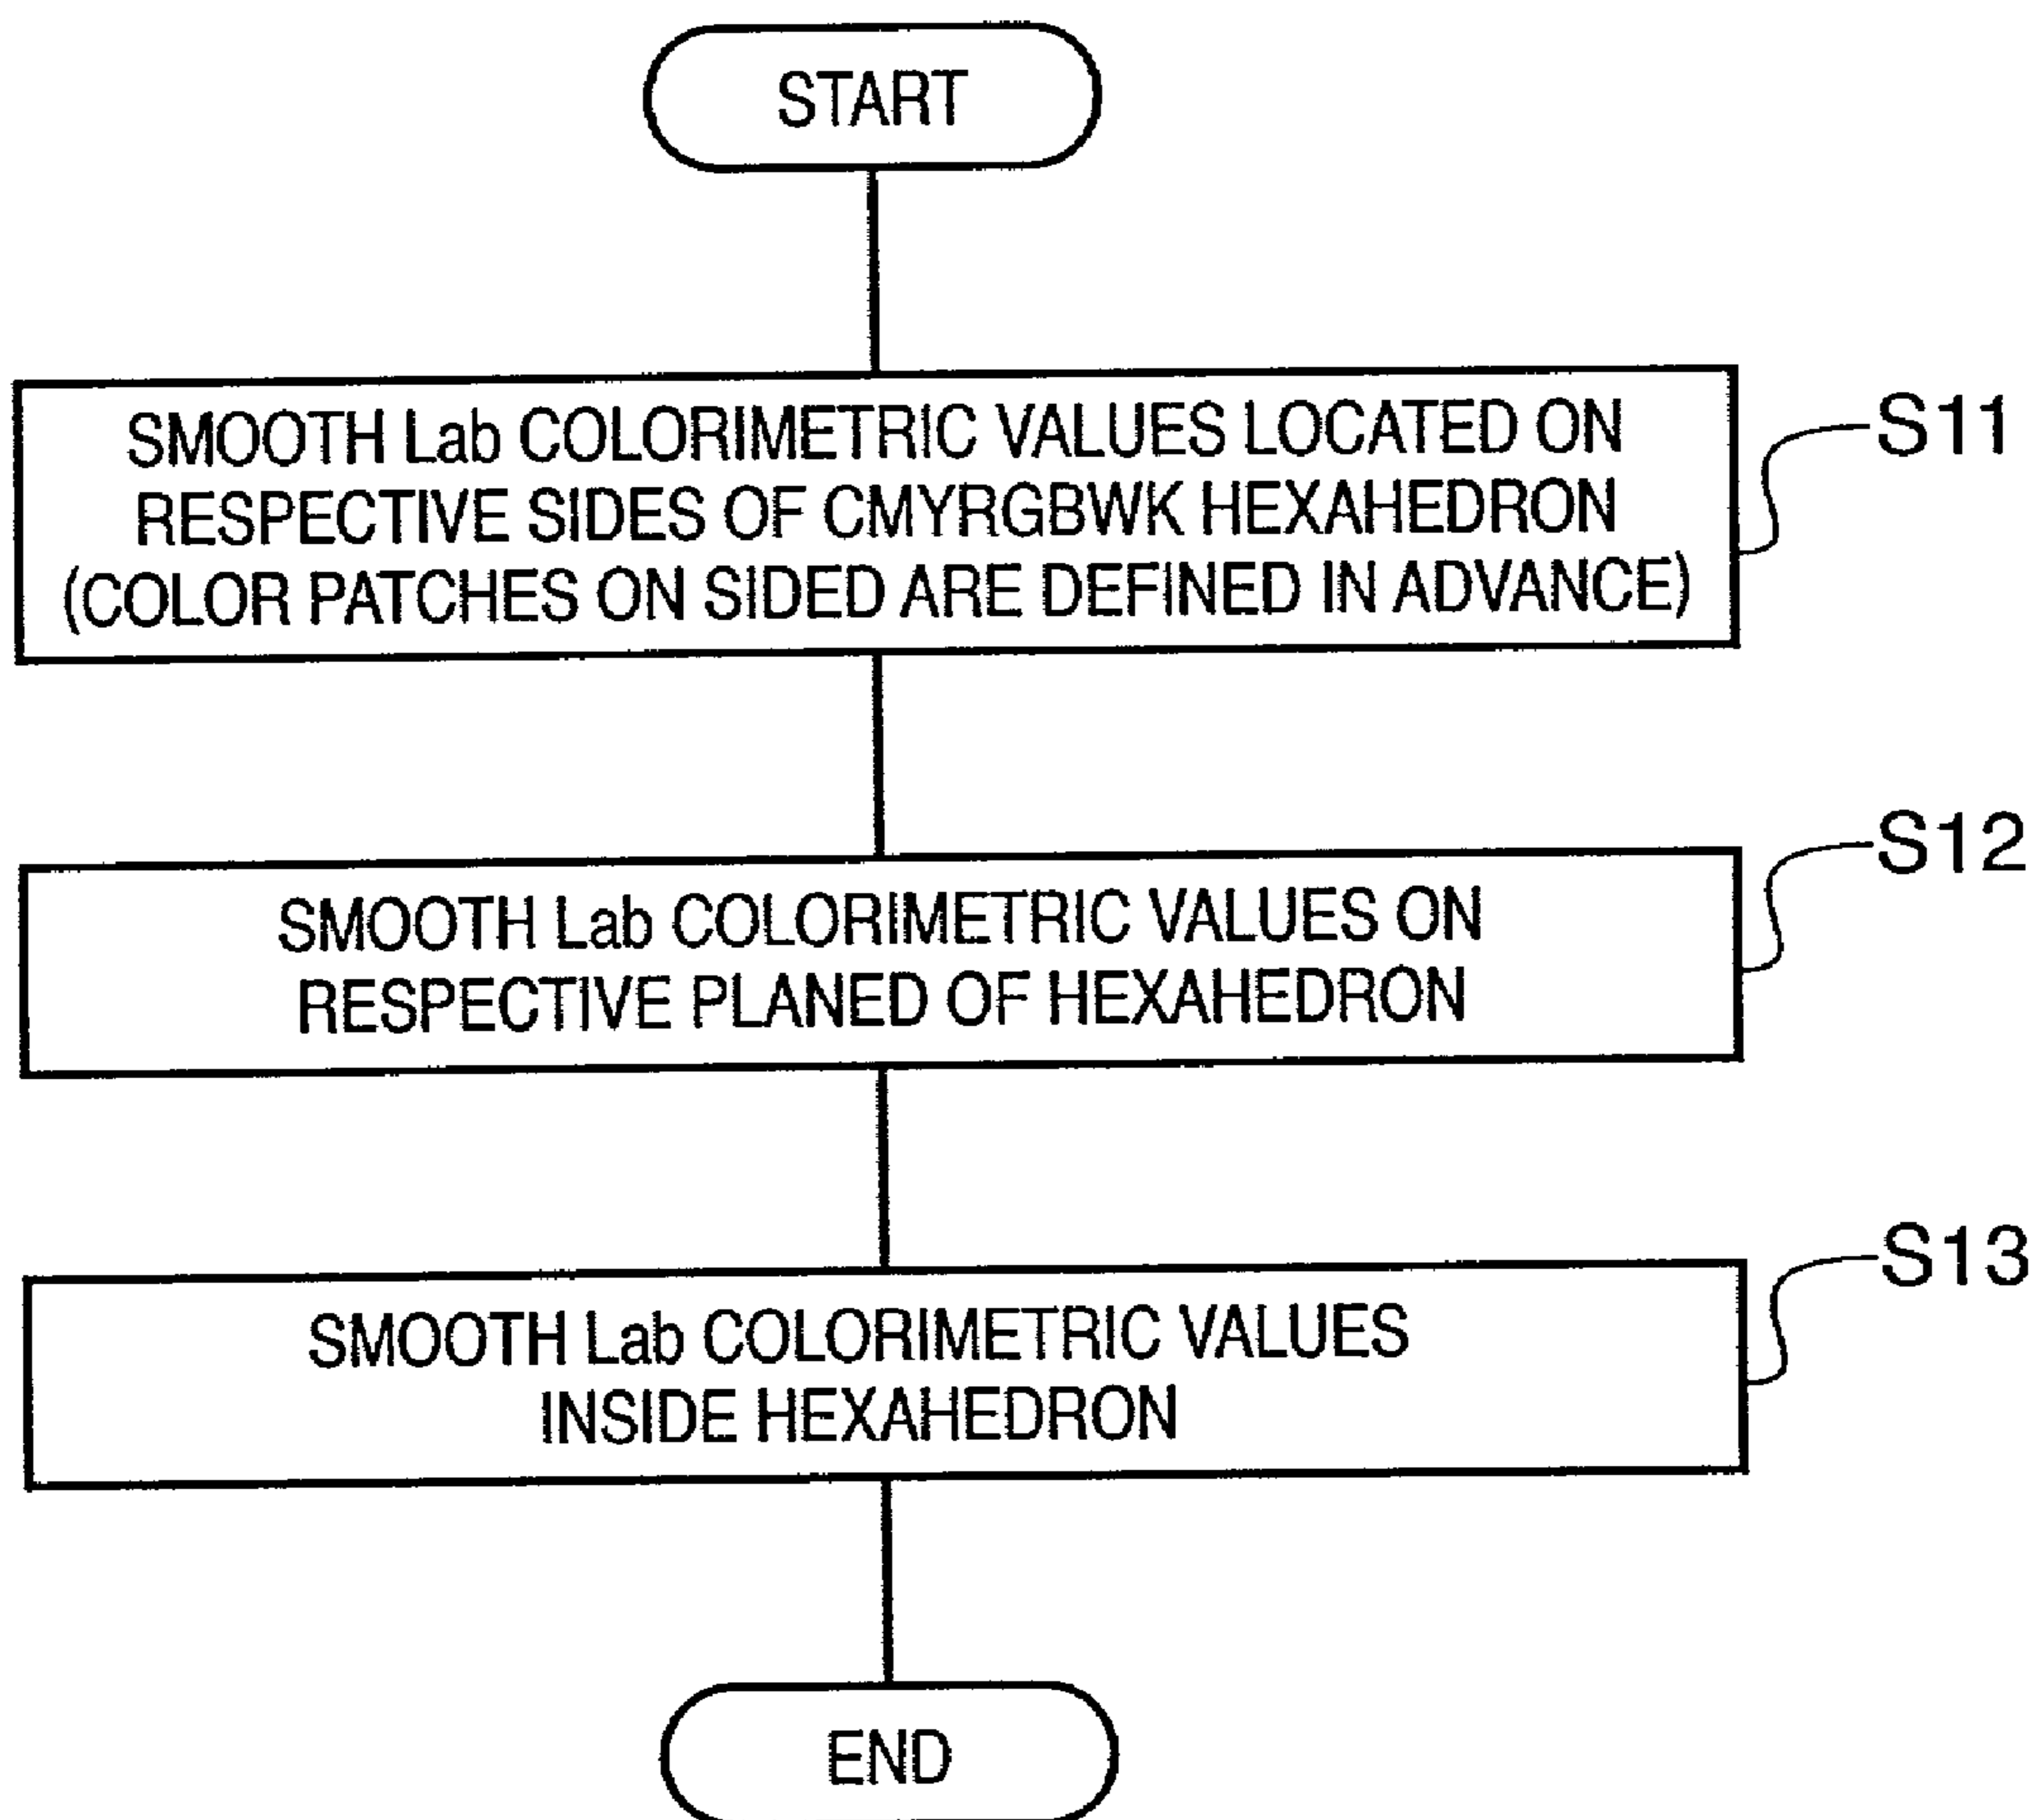 START
SMOOTH Lab COLORIMETRIC VALUES LOCATED ON
RESPECTIVE SIDES OF CMYRGBWK HEXAHEDRON
(COLOR PATCHES ON SIDED ARE DEFINED IN ADVANCE)
S11
SMOOTH Lab COLORIMETRIC VALUES ON
RESPECTIVE PLANED OF HEXAHEDRON
S12
SMOOTH Lab COLORIMETRIC VALUES
INSIDE HEXAHEDRON
S13
END